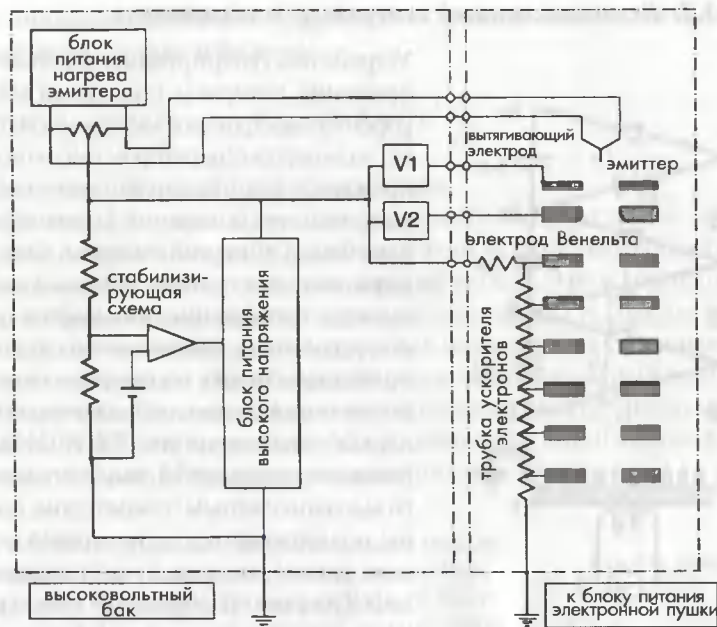 блок
питания
нагрева
эмиттера
вытягивающий
электрод
эмиттер
V1
V2
электрод Венельта
стабилизи-
рующая
схема
блок питания
высокого напряжения
трубка ускорителя
электронов
высоковольтный
бак
к блоку питания
электронной пушки